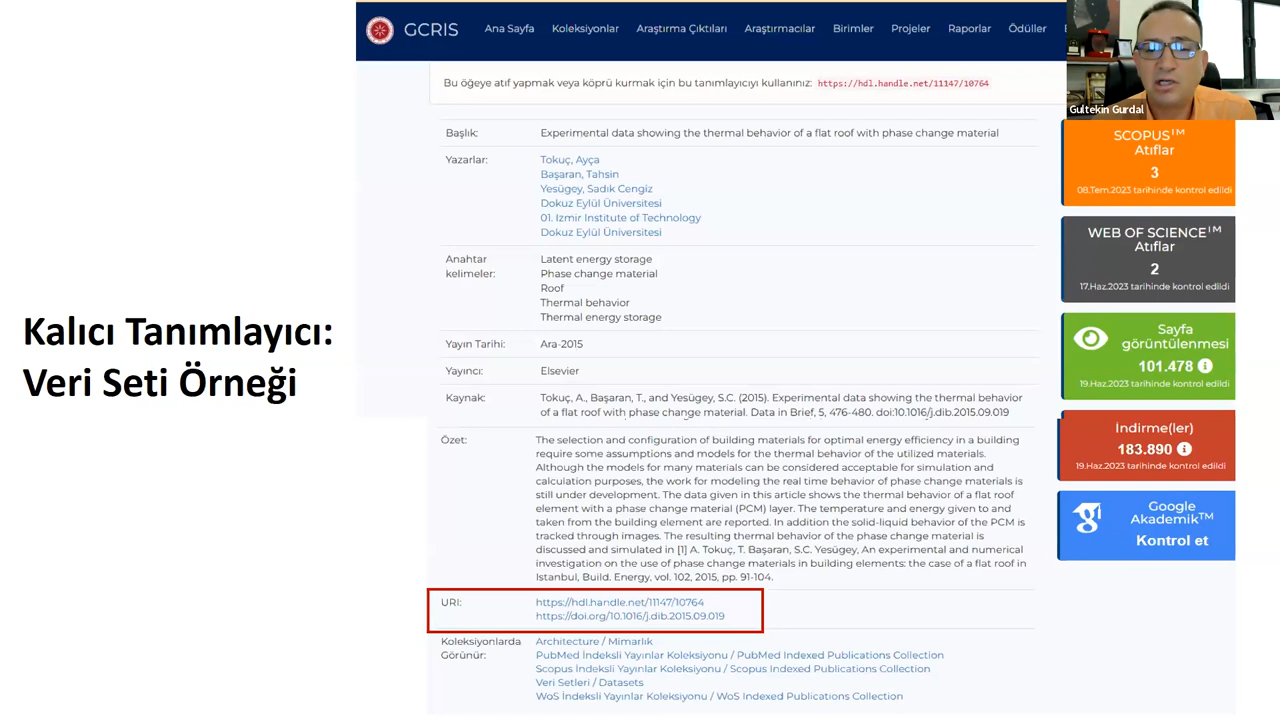 GCRIS Ana Sayfa Koleksiyonlar Araştırma Çıktıları Araştırmacılar Birimler Projeler Raporlar Ödüller
Gultekin Gurdal
Bu öğeye atıf yapmak veya köprü kurmak için bu tanımlayıcıyı kullanınız: https://hdl.handle.net/11147/10764
Başlık: Experimental data showing the thermal behavior of a flat roof with phase change material
Yazarlar: Tokuç, Ayça
Başaran, Tahsin
Yesügey, Sadık Cengiz
Dokuz Eylül Üniversitesi
01. Izmir Institute of Technology
Dokuz Eylül Üniversitesi
Anahtar kelimeler: Latent energy storage
Phase change material
Roof
Thermal behavior
Thermal energy storage
Yayın Tarihi: Ara-2015
Yayıncı: Elsevier
Kaynak: Tokuç, A., Başaran, T., and Yesügey, S.C. (2015). Experimental data showing the thermal behavior
of a flat roof with phase change material. Data in Brief, 5, 476-480. doi:10.1016/j.dib.2015.09.019
Özet: The selection and configuration of building materials for optimal energy efficiency in a building
require some assumptions and models for the thermal behavior of the utilized materials.
Although the models for many materials can be considered acceptable for simulation and
calculation purposes, the work for modeling the real time behavior of phase change materials is
still under development. The data given in this article shows the thermal behavior of a flat roof
element with a phase change material (PCM) layer. The temperature and energy given to and
taken from the building element are reported. In addition the solid-liquid behavior of the PCM is
tracked through images. The resulting thermal behavior of the phase change material is
discussed and simulated in [1] A. Tokuç, T. Başaran, S.C. Yesügey, An experimental and numerical
investigation on the use of phase change materials in building elements: the case of a flat roof in
Istanbul, Build. Energy, vol. 102, 2015, pp. 91-104.
URI: https://hdl.handle.net/11147/10764
https://doi.org/10.1016/j.dib.2015.09.019
Koleksiyonlarda Görünür: Architecture / Mimarlık
PubMed İndeksli Yayınlar Koleksiyonu / PubMed Indexed Publications Collection
Scopus İndeksli Yayınlar Koleksiyonu / Scopus Indexed Publications Collection
Veri Setleri / Datasets
WoS İndeksli Yayınlar Koleksiyonu / WoS Indexed Publications Collection
SCOPUS™
Atıflar
3
08.Tem.2023 tarihinde kontrol edildi
WEB OF SCIENCE™
Atıflar
2
17.Haz.2023 tarihinde kontrol edildi
Sayfa
görüntülenmesi
101.478
19.Haz.2023 tarihinde kontrol edildi
İndirme(ler)
183.890
19.Haz.2023 tarihinde kontrol edildi
Google
Akademik™
Kontrol et
Kalıcı Tanımlayıcı:
Veri Seti Örneği